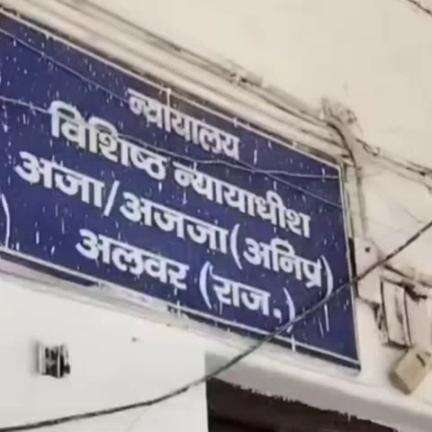 न्यायालय
विशिष्ठ न्यायाधीश
अजा/अजजा(अनिप्र)
अलवर (राज.)